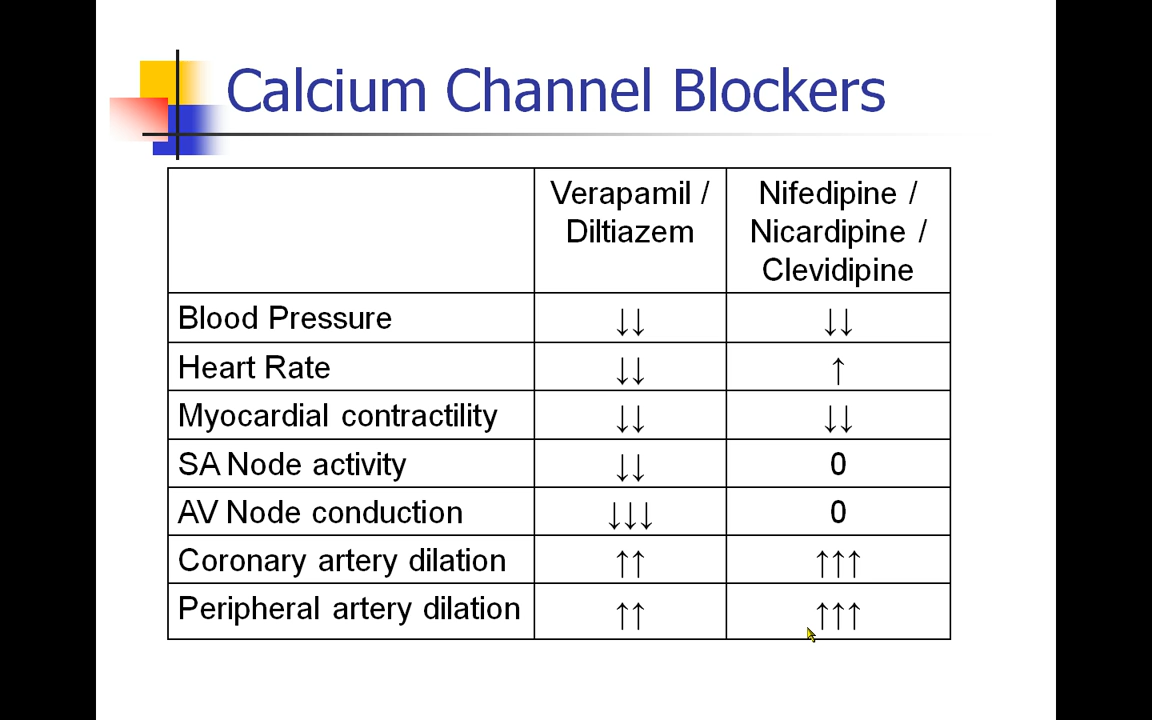 Calcium Channel Blockers
Verapamil / Nifedipine /
Diltiazem Nicardipine /
Clevidipine
Blood Pressure ↓↓ ↓↓
Heart Rate ↓↓ ↑
Myocardial contractility ↓↓ ↓↓
SA Node activity ↓↓ 0
AV Node conduction ↓↓↓ 0
Coronary artery dilation ↑↑ ↑↑↑
Peripheral artery dilation ↑↑ ↑↑↑